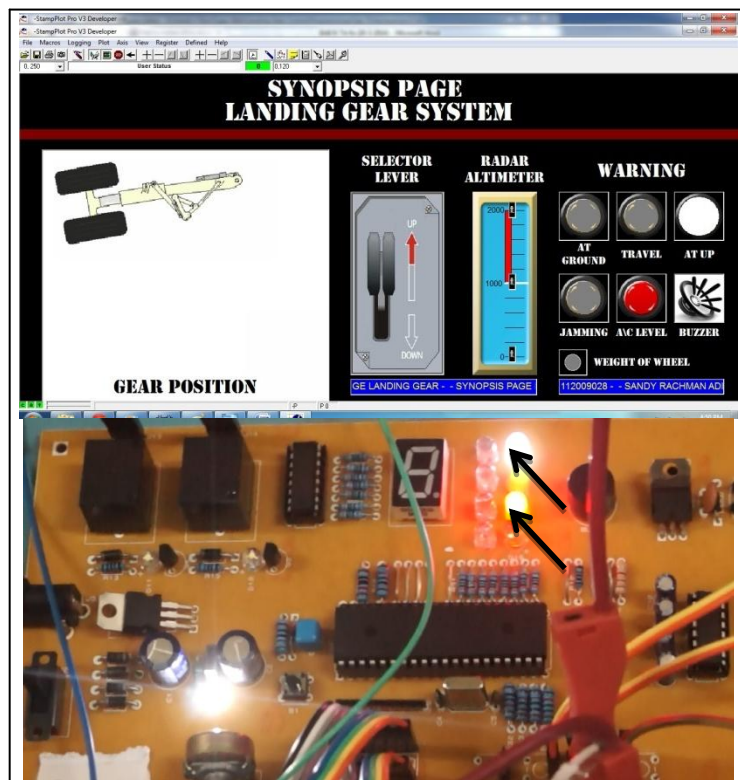 -StampPlot Pro V3 Developer
-StampPlot Pro V3 Developer
File Macros Logging Plot Axis View Register Defined Help
0.250
User Status
0.120
SYNOPSIS PAGE
LANDING GEAR SYSTEM
SELECTOR
LEVER
RADAR
ALTIMETER
WARNING
UP
DOWN
2000
1000
0
AT
GROUND
TRAVEL
AT UP
JAMMING
A\C LEVEL
BUZZER
WEIGHT OF WHEEL
GEAR POSITION
GE LANDING GEAR - - SYNOPSIS PAGE
112009028 - - SANDY RACHMAN ADI